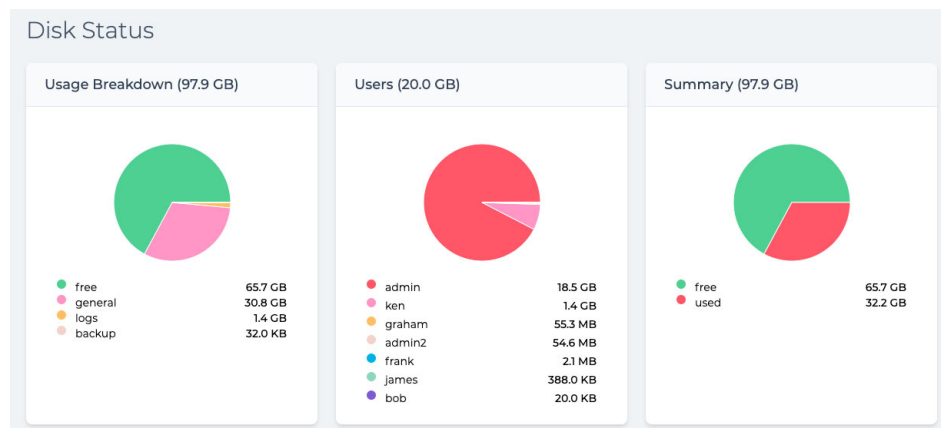 Disk Status
Usage Breakdown (97.9 GB)
free 65.7 GB
general 30.8 GB
logs 1.4 GB
backup 32.0 KB
Users (20.0 GB)
admin 18.5 GB
ken 1.4 GB
graham 55.3 MB
admin2 54.6 MB
frank 2.1 MB
james 388.0 KB
bob 20.0 KB
Summary (97.9 GB)
free 65.7 GB
used 32.2 GB